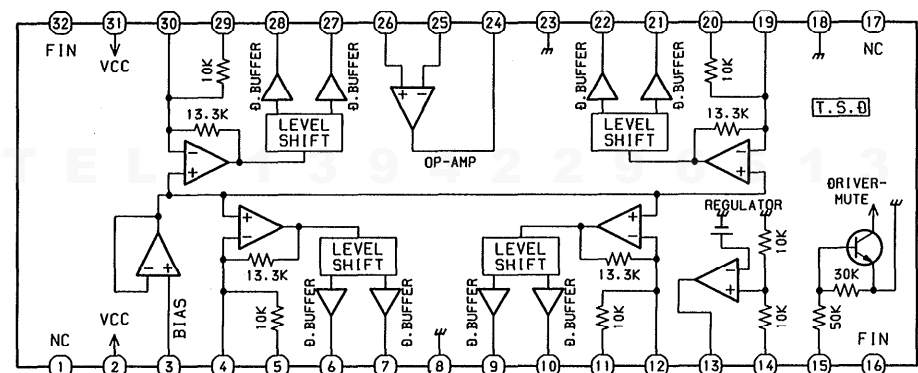 32 31 30 29 28 27 26 25 24 23 22 21 20 19 18 17
FIN
VCC
10K
Đ.BUFFER
Đ.BUFFER
Đ.BUFFER
Đ.BUFFER
10K
NC
13.3K
LEVEL
SHIFT
OP-AMP
LEVEL
SHIFT
13.3K
T.S.Đ
TEL 13942296513
BIAS
13.3K
LEVEL
SHIFT
LEVEL
SHIFT
13.3K
REGULATOR
ĐRIVER-
MUTE
10K
30K
NC
VCC
10K
Đ.BUFFER
Đ.BUFFER
Đ.BUFFER
Đ.BUFFER
10K
10K
50K
FIN
1 2 3 4 5 6 7 8 9 10 11 12 13 14 15 16